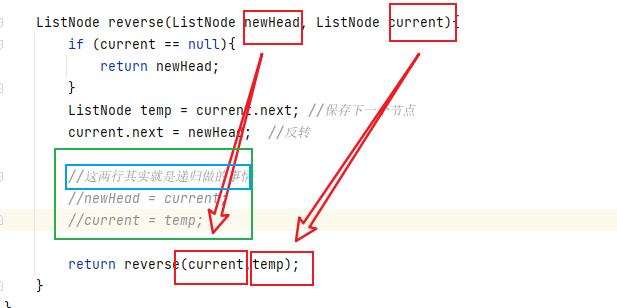 ListNode reverse(ListNode newHead, ListNode current){
if (current == null){
return newHead;
}
ListNode temp = current.next; //保存下一个节点
current.next = newHead; //反转
//这两行其实就是递归做的事情
//newHead = current;
//current = temp;
return reverse(current,temp);
}
}